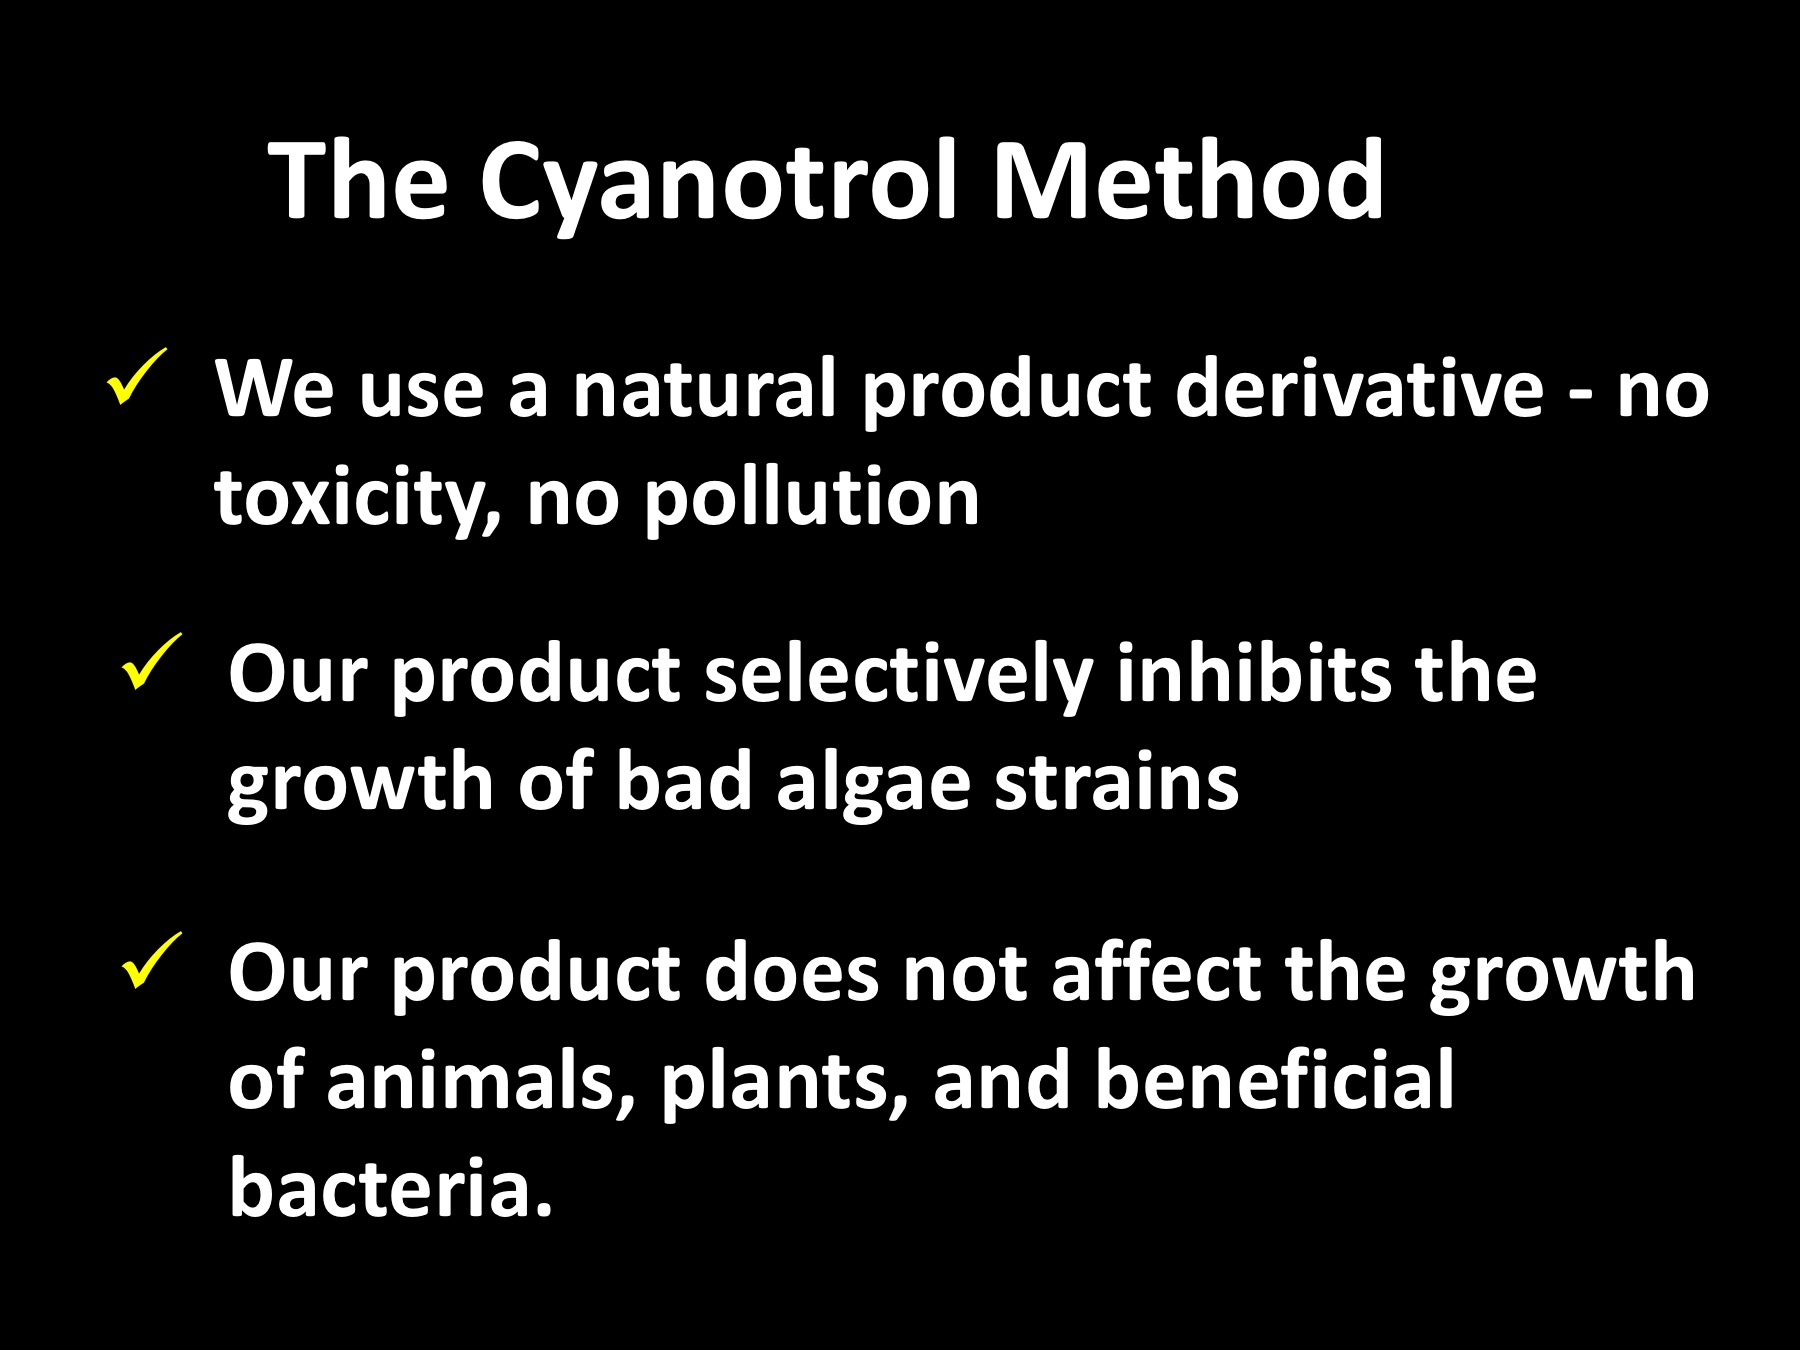 The Cyanotrol Method
✓ We use a natural product derivative - no
toxicity, no pollution
✓ Our product selectively inhibits the
growth of bad algae strains
✓ Our product does not affect the growth
of animals, plants, and beneficial
bacteria.